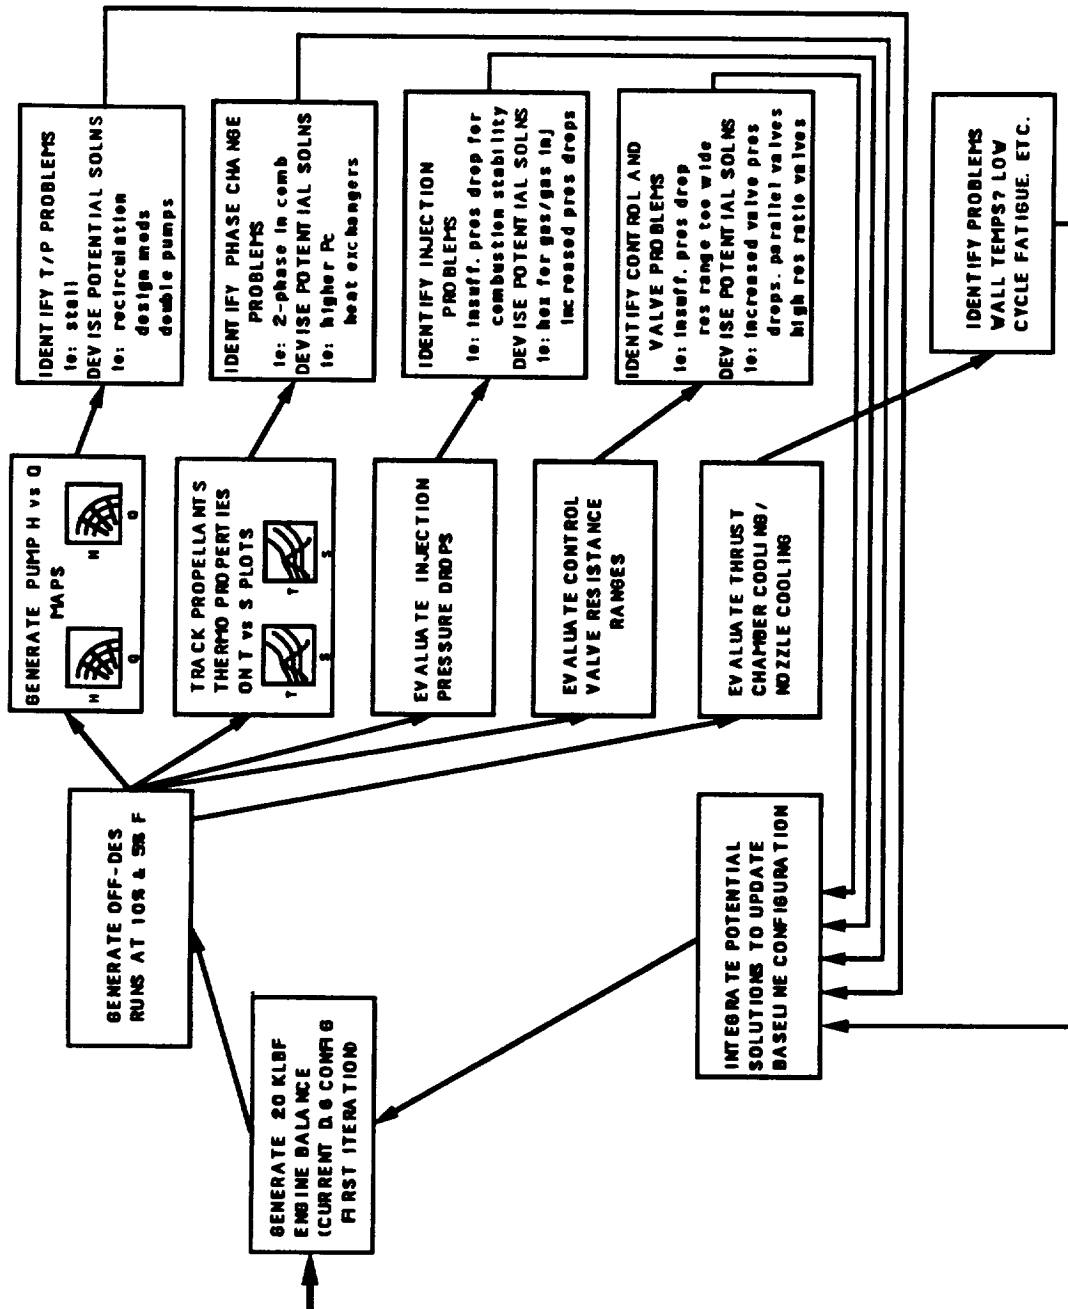 GENERATE 20 KLBF
ENGINE BALANCE
(CURRENT D.6 CONFIG
FIRST ITERATION)
GENERATE OFF-DES
RUNS AT 10% & 5% F
GENERATE PUMP H vs Q
MAPS
H
Q
H
Q
TRACK PROPELLANTS
THERMO PROPERTIES
ON T vs S PLOTS
T
S
T
S
EVALUATE INJECTION
PRESSURE DROPS
EVALUATE CONTROL
VALVE RESISTANCE
RANGES
EVALUATE THRUST
CHAMBER COOLING/
NOZZLE COOLING
IDENTIFY T/P PROBLEMS
ie: stall
DEVISE POTENTIAL SOLNS
ie: recirculation
design mods
double pumps
IDENTIFY PHASE CHANGE
PROBLEMS
ie: 2-phase in comb
DEVISE POTENTIAL SOLNS
ie: higher Pc
heat exchangers
IDENTIFY INJECTION
PROBLEMS
ie: insuff. pres drop for
combustion stability
DEVISE POTENTIAL SOLNS
ie: hex for gas/gas inj
increased pres drops
IDENTIFY CONTROL AND
VALVE PROBLEMS
ie: insuff. pres drop
res range too wide
DEVISE POTENTIAL SOLNS
ie: increased valve pres
drops. parallel valves
high res ratio valves
IDENTIFY PROBLEMS
WALL TEMPS? LOW
CYCLE FATIGUE. ETC.
INTEGRATE POTENTIAL
SOLUTIONS TO UPDATE
BASELINE CONFIGURATION